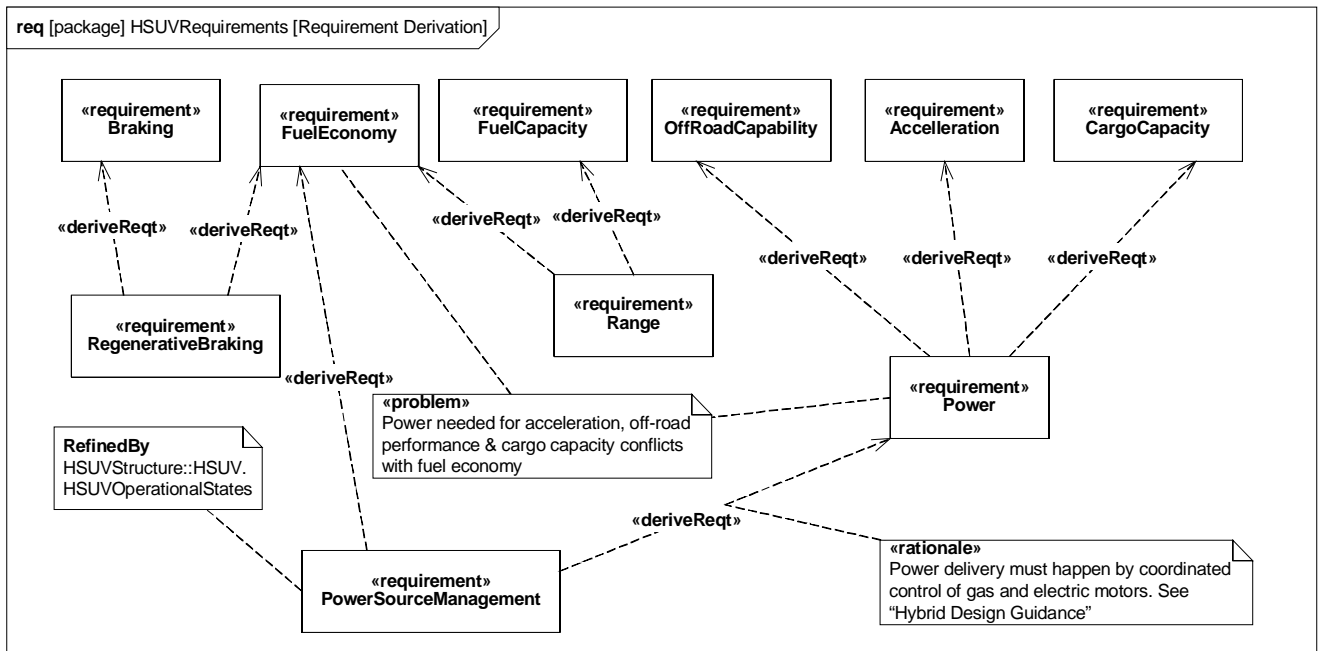 req [package] HSUVRequirements [Requirement Derivation]
«requirement»
Braking
«requirement»
FuelEconomy
«requirement»
FuelCapacity
«requirement»
OffRoadCapability
«requirement»
Accelleration
«requirement»
CargoCapacity
«deriveReqt»
«deriveReqt»
«deriveReqt»
«deriveReqt»
«deriveReqt»
«deriveReqt»
«deriveReqt»
«requirement»
RegenerativeBraking
«requirement»
Range
«deriveReqt»
«requirement»
Power
«problem»
Power needed for acceleration, off-road
performance & cargo capacity conflicts
with fuel economy
RefinedBy
HSUVStructure::HSUV.
HSUVOperationalStates
«deriveReqt»
«requirement»
PowerSourceManagement
«rationale»
Power delivery must happen by coordinated
control of gas and electric motors. See
“Hybrid Design Guidance”